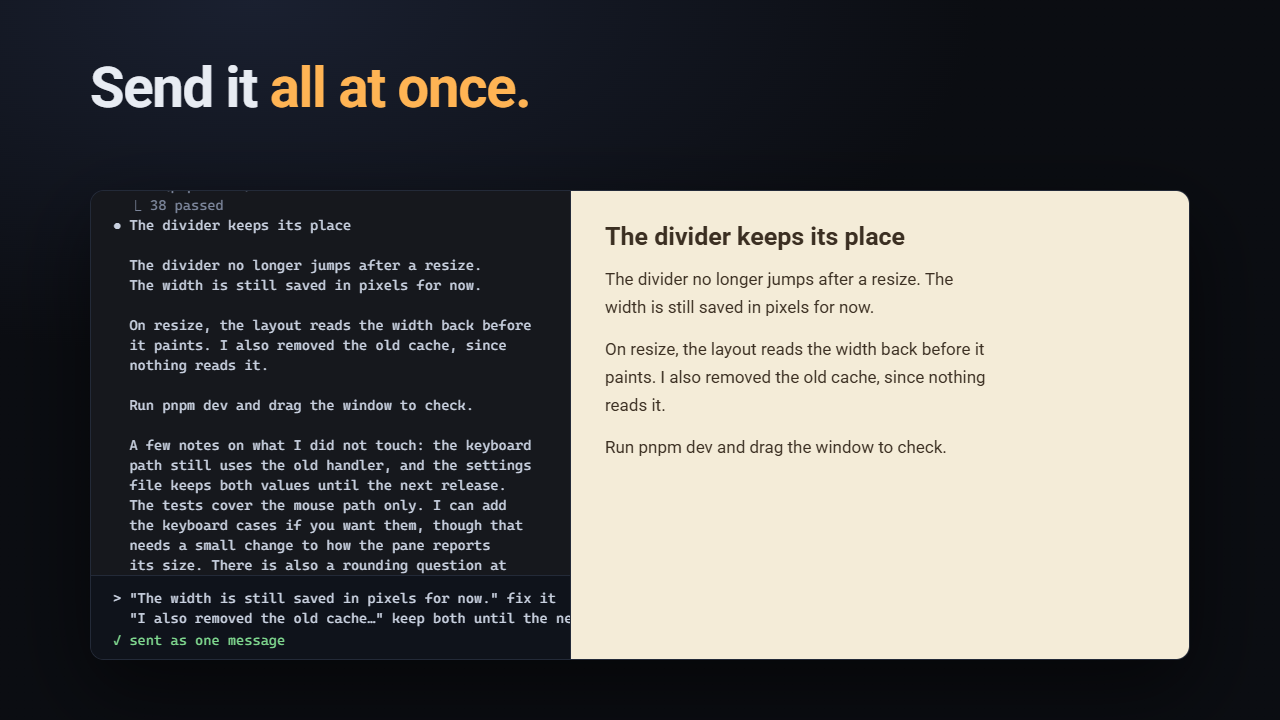 Send it all at once.
⎿ 38 passed
● The divider keeps its place
The divider no longer jumps after a resize.
The width is still saved in pixels for now.
On resize, the layout reads the width back before
it paints. I also removed the old cache, since
nothing reads it.
Run pnpm dev and drag the window to check.
A few notes on what I did not touch: the keyboard
path still uses the old handler, and the settings
file keeps both values until the next release.
The tests cover the mouse path only. I can add
the keyboard cases if you want them, though that
needs a small change to how the pane reports
its size. There is also a rounding question at
> "The width is still saved in pixels for now." fix it
"I also removed the old cache…" keep both until the
✓ sent as one message
The divider keeps its place
The divider no longer jumps after a resize. The
width is still saved in pixels for now.
On resize, the layout reads the width back before it
paints. I also removed the old cache, since nothing
reads it.
Run pnpm dev and drag the window to check.